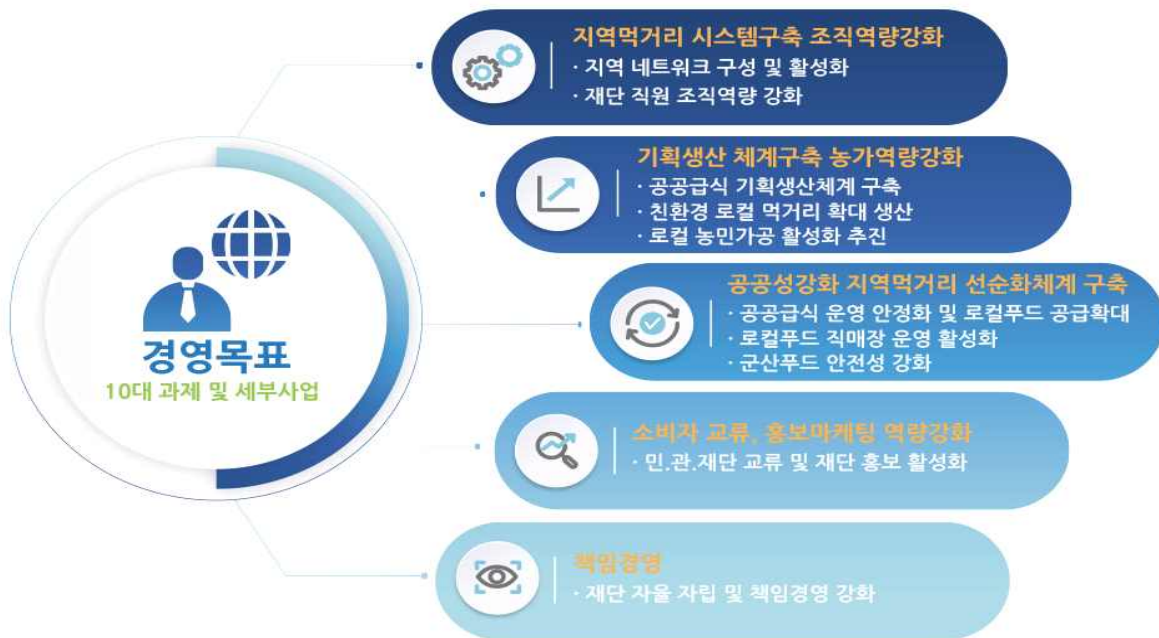 지역먹거리 시스템구축 조직역량강화
· 지역 네트워크 구성 및 활성화
· 재단 직원 조직역량 강화
기획생산 체계구축 농가역량강화
· 공공급식 기획생산체계 구축
· 친환경 로컬 먹거리 확대 생산
· 로컬 농민가공 활성화 추진
공공성강화 지역먹거리 선순화체계 구축
· 공공급식 운영 안정화 및 로컬푸드 공급확대
· 로컬푸드 직매장 운영 활성화
· 군산푸드 안전성 강화
경영목표
10대 과제 및 세부사업
소비자 교류, 홍보마케팅 역량강화
· 민.관.재단 교류 및 재단 홍보 활성화
책임경영
· 재단 자율 자립 및 책임경영 강화